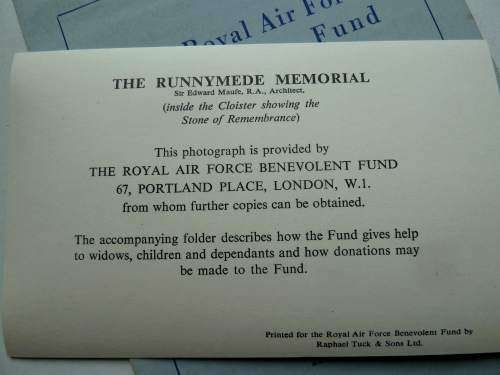 Royal Air Force
Fund
THE RUNNYMEDE MEMORIAL
Sir Edward Maufe, R.A., Architect.
(inside the Cloister showing the
Stone of Remembrance)
This photograph is provided by
THE ROYAL AIR FORCE BENEVOLENT FUND
67, PORTLAND PLACE, LONDON, W.1.
from whom further copies can be obtained.
The accompanying folder describes how the Fund gives help
to widows, children and dependants and how donations may
be made to the Fund.
Printed for the Royal Air Force Benevolent Fund by
Raphael Tuck & Sons Ltd.